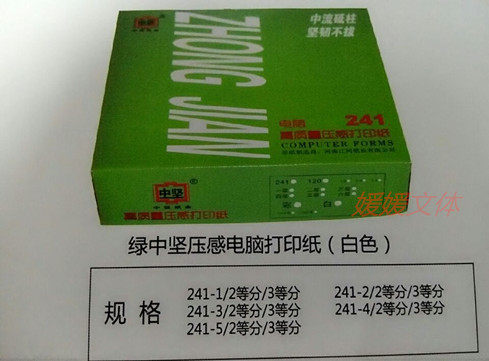 中坚
ZHONG JIAN
中流砥柱
坚韧不拔
电脑 241
高质量压感打印纸
COMPUTER FORMS
中坚
高质量压感打印纸
241 120
彩 白
媛媛文体
绿中坚压感电脑打印纸(白色)
规格
241-1/2等分/3等分 241-2/2等分/3等分
241-3/2等分/3等分 241-4/2等分/3等分
241-5/2等分/3等分